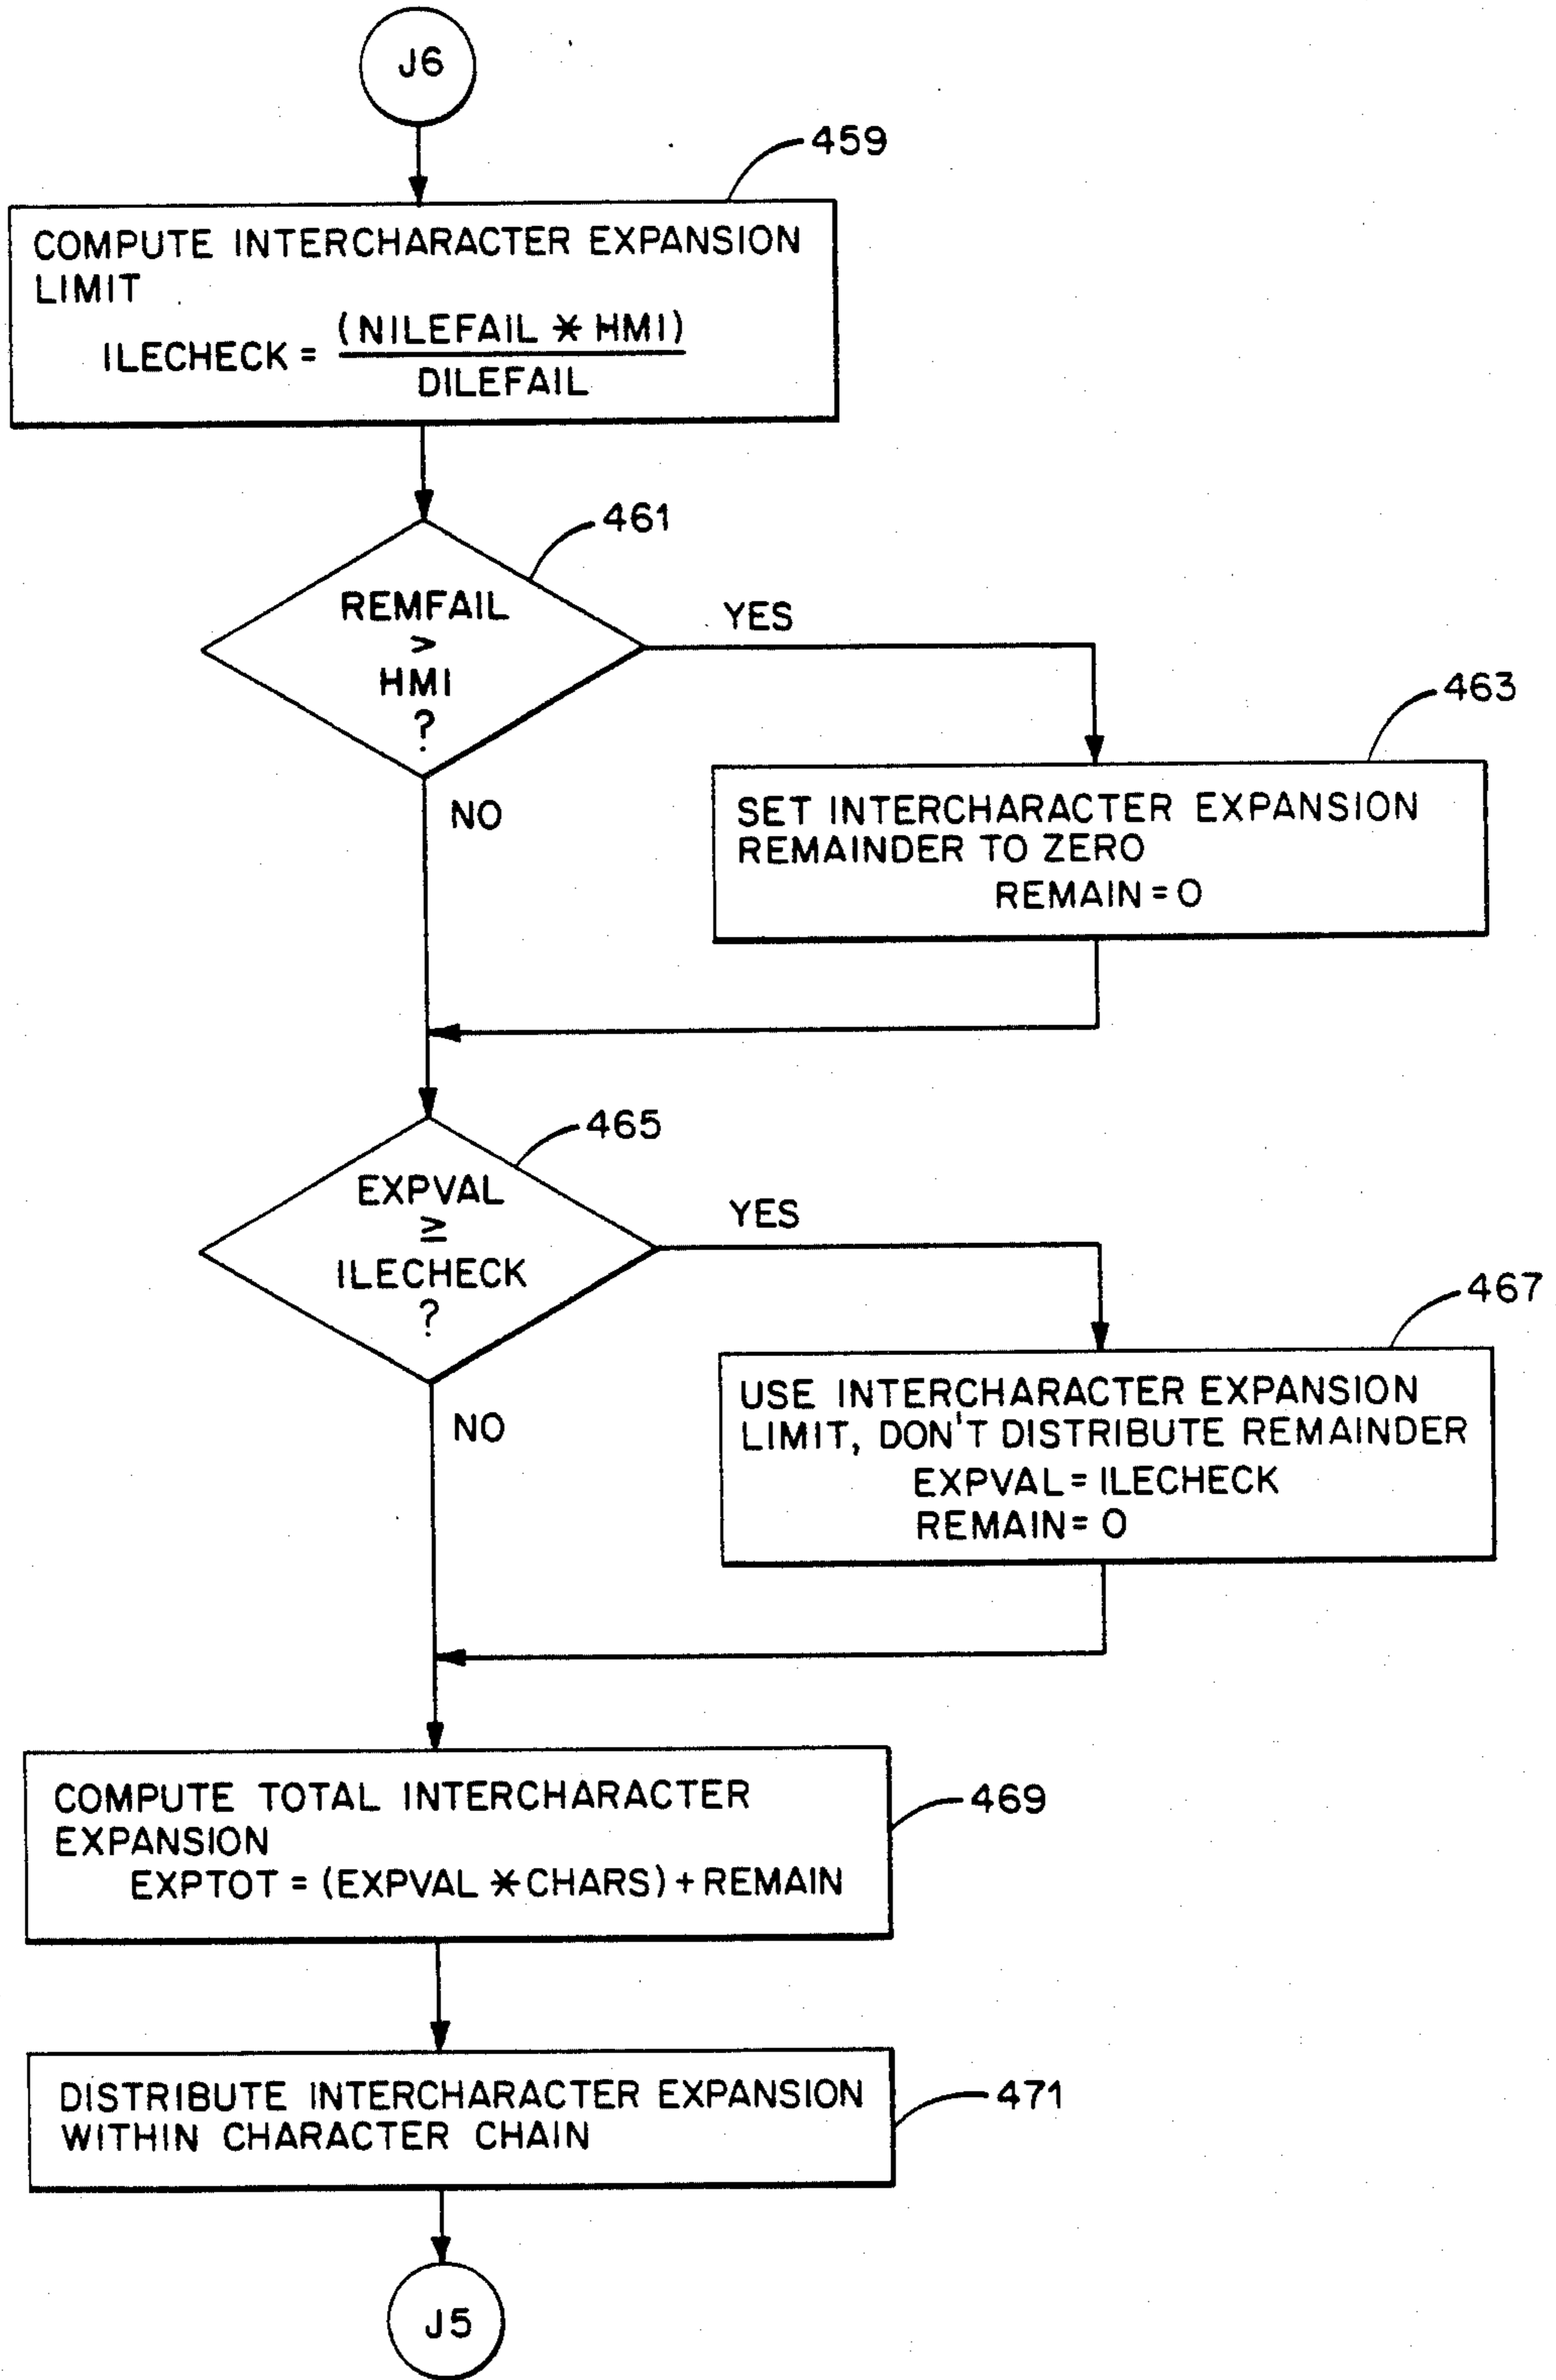 J6
459
COMPUTE INTERCHARACTER EXPANSION
LIMIT
ILECHECK = (NILEFAIL * HMI)
DILEFAIL
461
REMFAIL
>
HMI
?
YES
NO
463
SET INTERCHARACTER EXPANSION
REMAINDER TO ZERO
REMAIN = 0
465
EXPVAL
≥
ILECHECK
?
YES
NO
467
USE INTERCHARACTER EXPANSION
LIMIT, DON'T DISTRIBUTE REMAINDER
EXPVAL = ILECHECK
REMAIN = 0
COMPUTE TOTAL INTERCHARACTER
EXPANSION
EXPTOT = (EXPVAL * CHARS) + REMAIN
469
DISTRIBUTE INTERCHARACTER EXPANSION
WITHIN CHARACTER CHAIN
471
J5